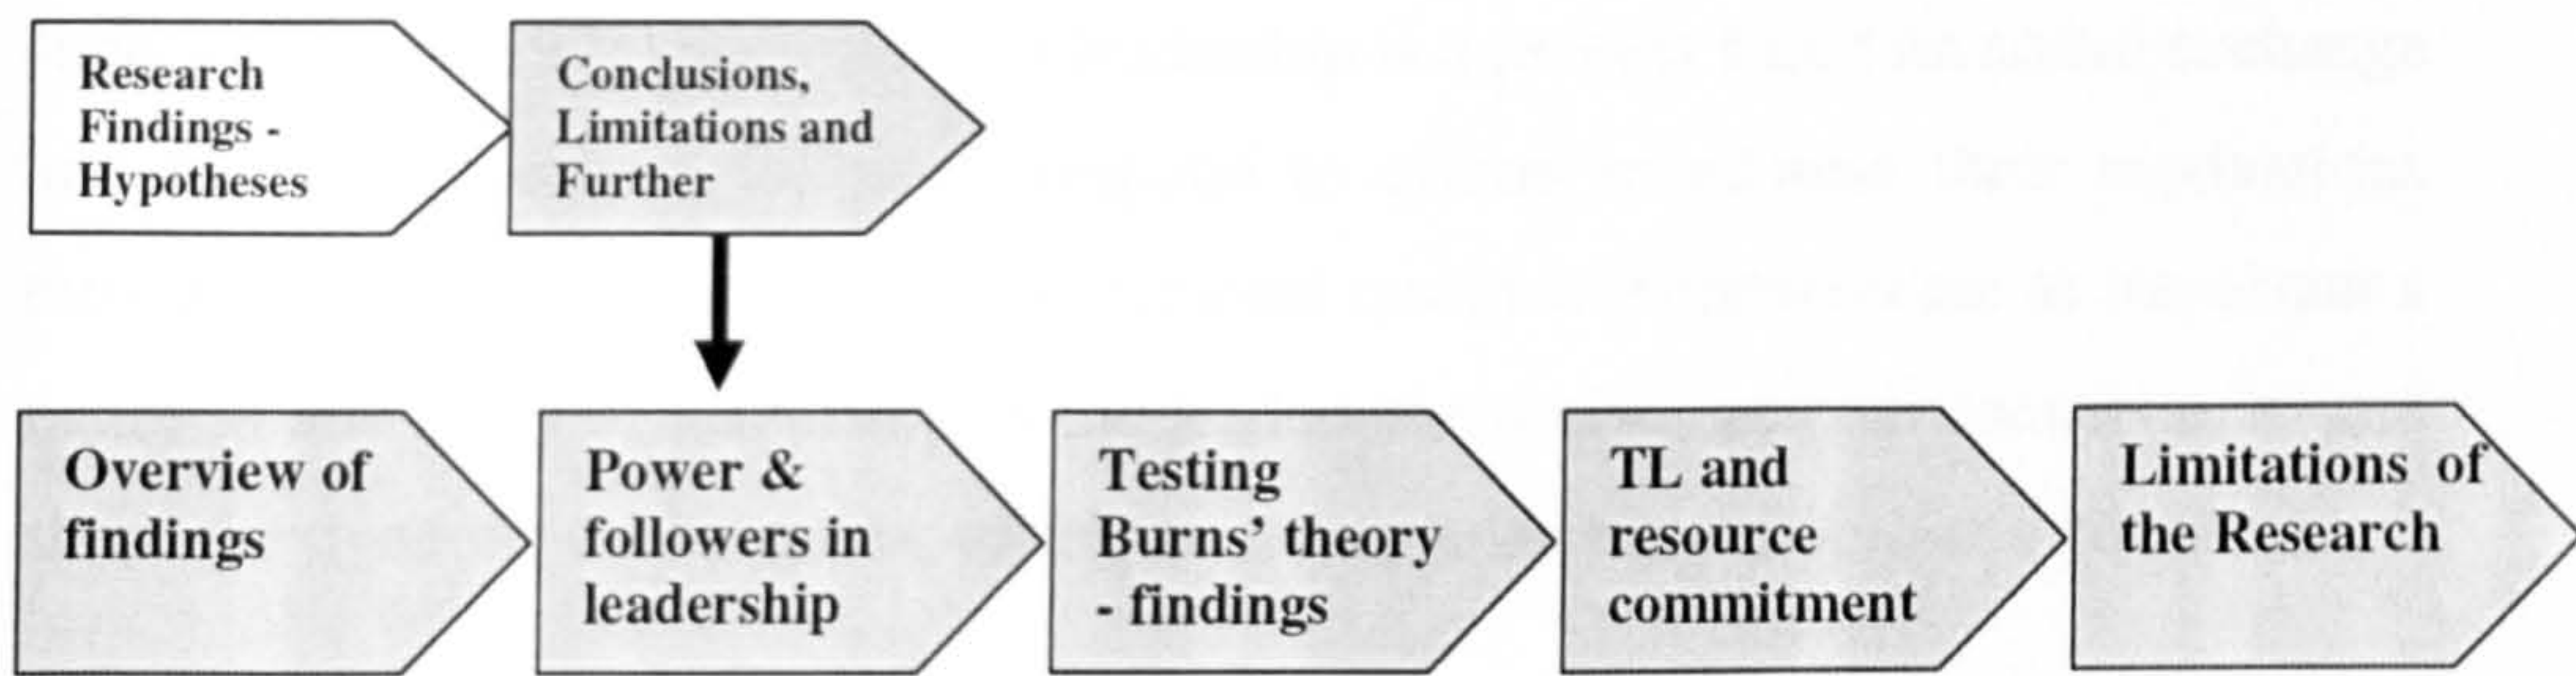 Research
Findings -
Hypotheses
Conclusions,
Limitations and
Further
Overview of
findings
Power &
followers in
leadership
Testing
Burns’ theory
- findings
TL and
resource
commitment
Limitations of
the Research